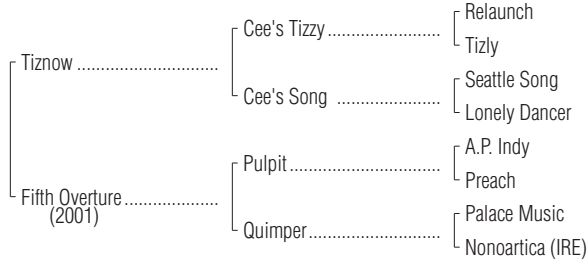 Relaunch
Cee's Tizzy
Tizly
Tiznow
Seattle Song
Cee's Song
Lonely Dancer
A.P. Indy
Pulpit
Preach
Fifth Overture
(2001)
Palace Music
Quimper
Nonoartica (IRE)